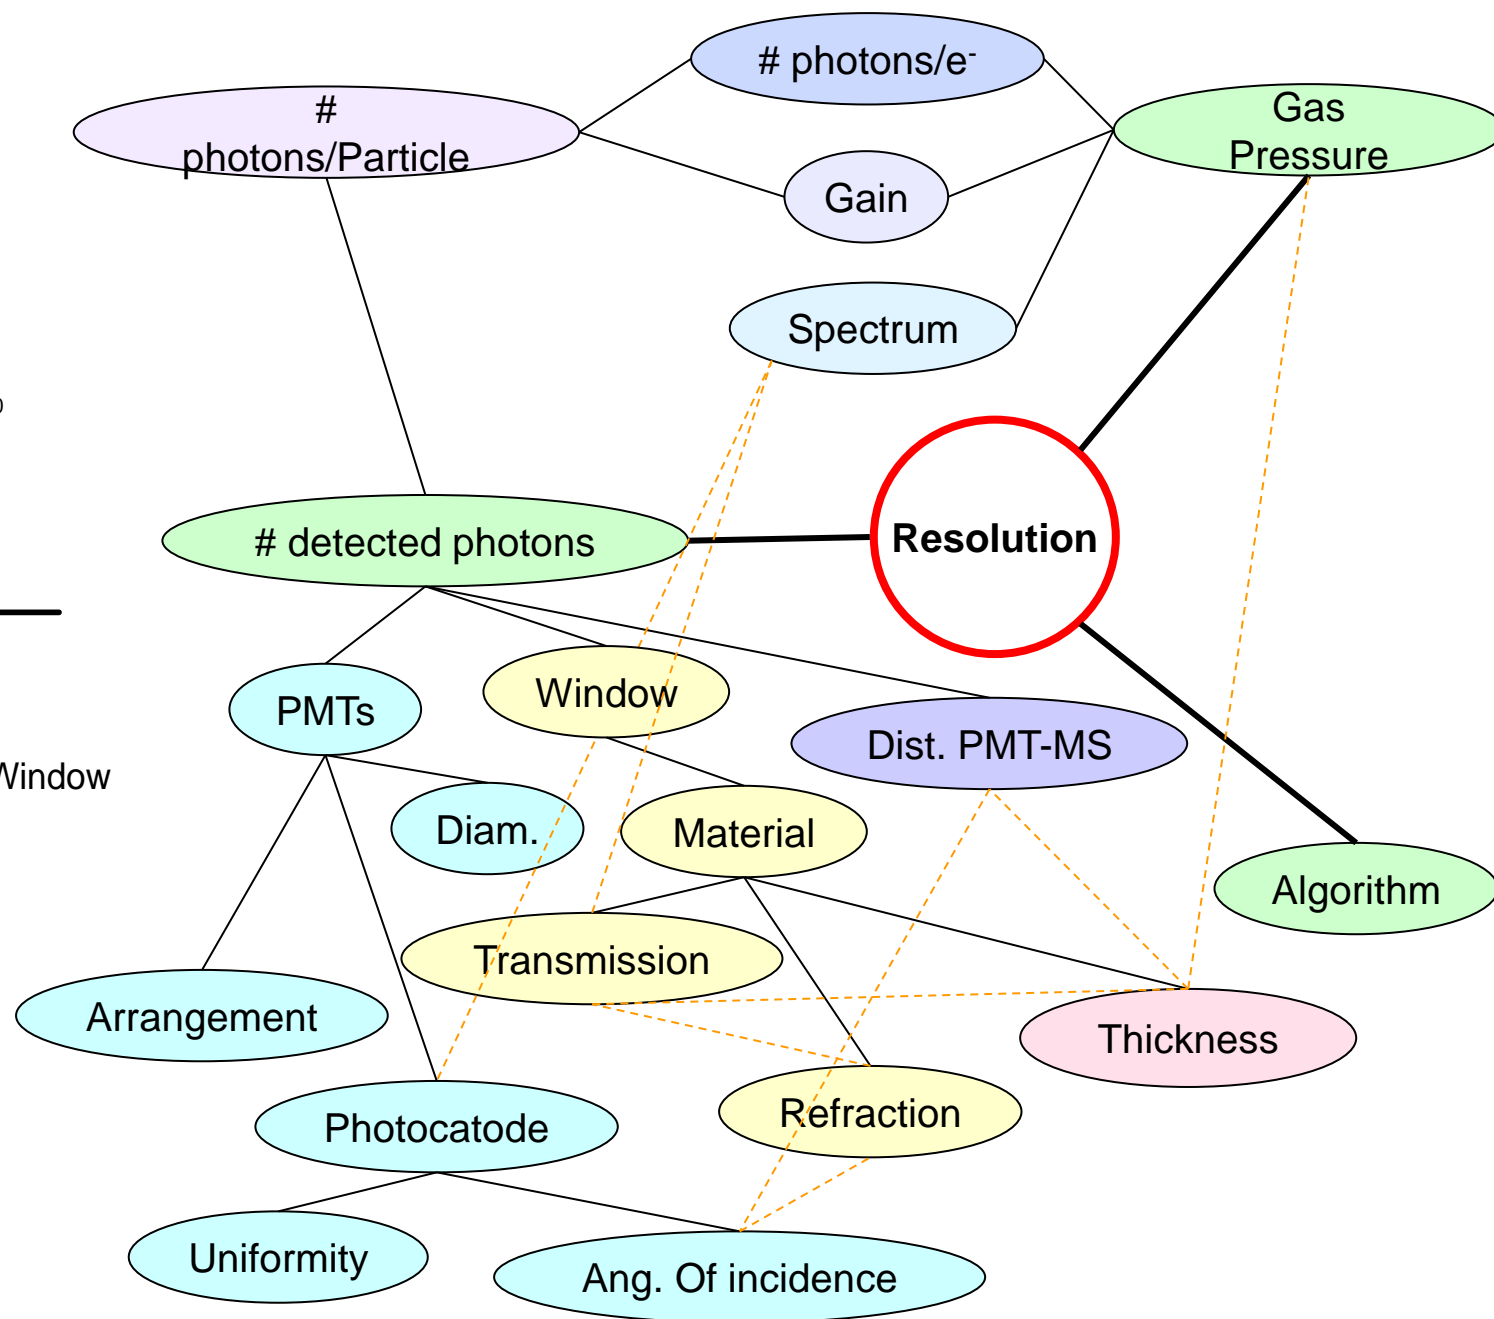 # photons/e-
#
photons/Particle
Gas
Pressure
Gain
Spectrum
# detected photons
Resolution
PMTs
Window
Dist. PMT-MS
Window
Diam.
Material
Algorithm
Transmission
Arrangement
Thickness
Photocatode
Refraction
Uniformity
Ang. Of incidence